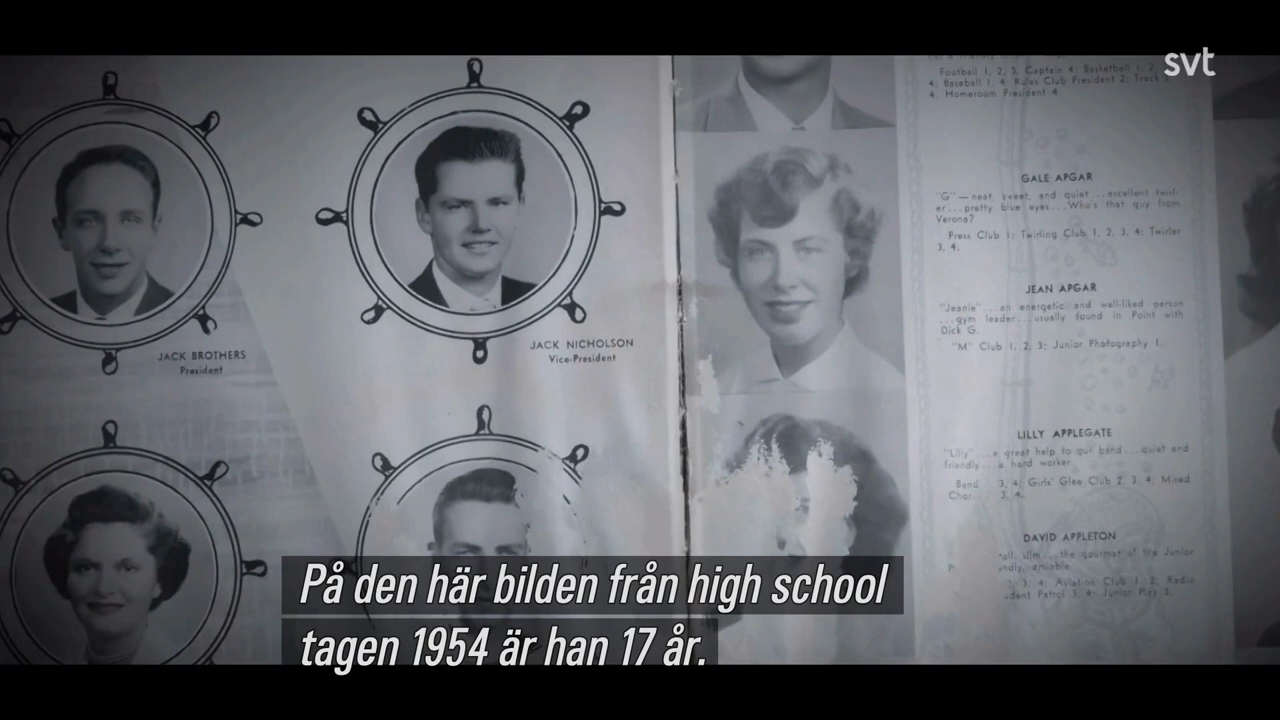 svt
Football 1, 2, 3, Captain 4; Basketball 1, 2,
4; Baseball 1, 4; Rules Club President 2; Track
4; Homeroom President 4.
JACK BROTHERS
President
JACK NICHOLSON
Vice-President
GALE APGAR
"G"—neat, sweet, and quiet...excellent twirl-
er...pretty blue eyes...Who's that guy from
Verona?
Press Club 1; Twirling Club 1, 2, 3, 4; Twirler
3, 4.
JEAN APGAR
"Jeanie"...an energetic and well-liked person
...gym leader...usually found in Point with
Dick G.
"M" Club 1, 2, 3; Junior Photography 1.
LILLY APPLEGATE
"Lilly"...a great help to our band...quiet and
friendly...a hard worker
Band 3, 4; Girls' Glee Club 2, 3, 4; Mixed
3, 4.
DAVID APPLETON
slim...the gourmet of the Junior
amiable.
3, 4; Aviation Club 1, 2; Radio
Patrol 3, 4; Junior Play 3.
På den här bilden från high school
tagen 1954 är han 17 år.